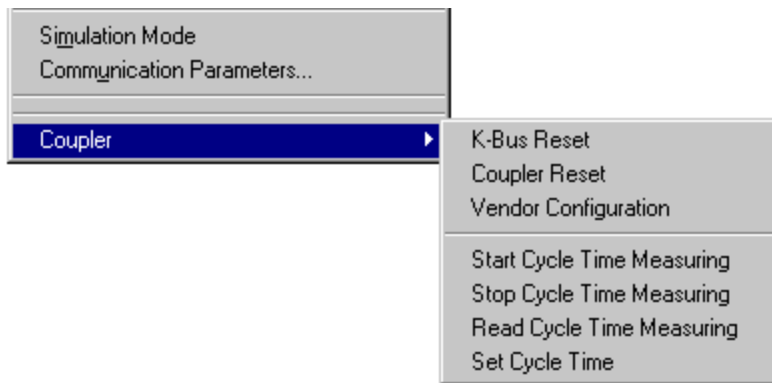 Simulation Mode
Communication Parameters...
Coupler
K-Bus Reset
Coupler Reset
Vendor Configuration
Start Cycle Time Measuring
Stop Cycle Time Measuring
Read Cycle Time Measuring
Set Cycle Time